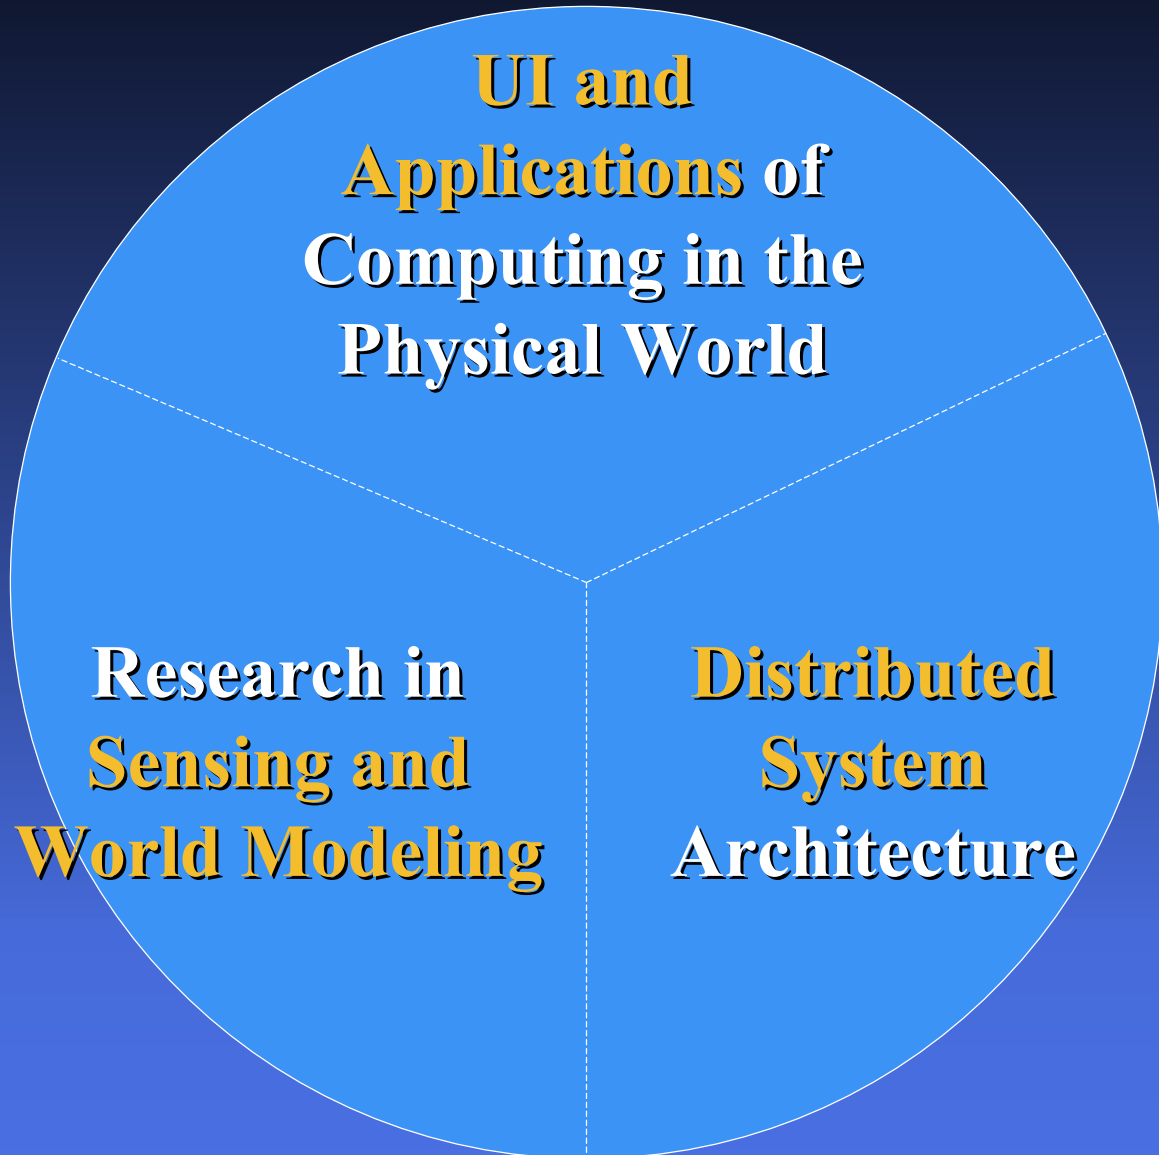 UI and
Applications of
Computing in the
Physical World
Research in
Sensing and
World Modeling
Distributed
System
Architecture